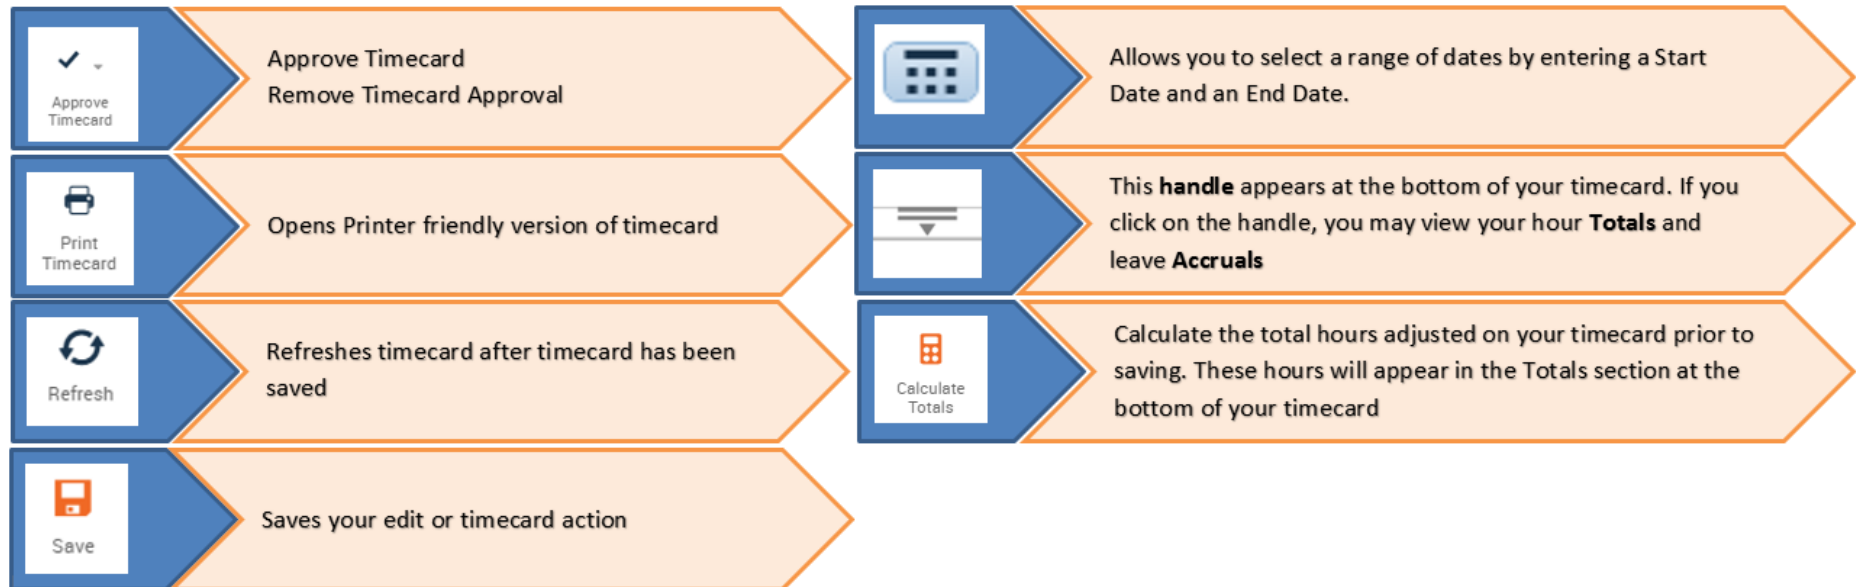 Approve
Timecard
Approve Timecard
Remove Timecard Approval
Print
Timecard
Opens Printer friendly version of timecard
Refresh
Refreshes timecard after timecard has been
saved
Save
Saves your edit or timecard action
Allows you to select a range of dates by entering a Start
Date and an End Date.
This handle appears at the bottom of your timecard. If you
click on the handle, you may view your hour Totals and
leave Accruals
Calculate
Totals
Calculate the total hours adjusted on your timecard prior to
saving. These hours will appear in the Totals section at the
bottom of your timecard